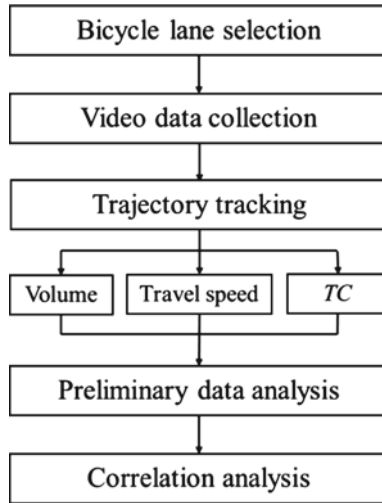 Bicycle lane selection
Video data collection
Trajectory tracking
Volume
Travel speed
TC
Preliminary data analysis
Correlation analysis